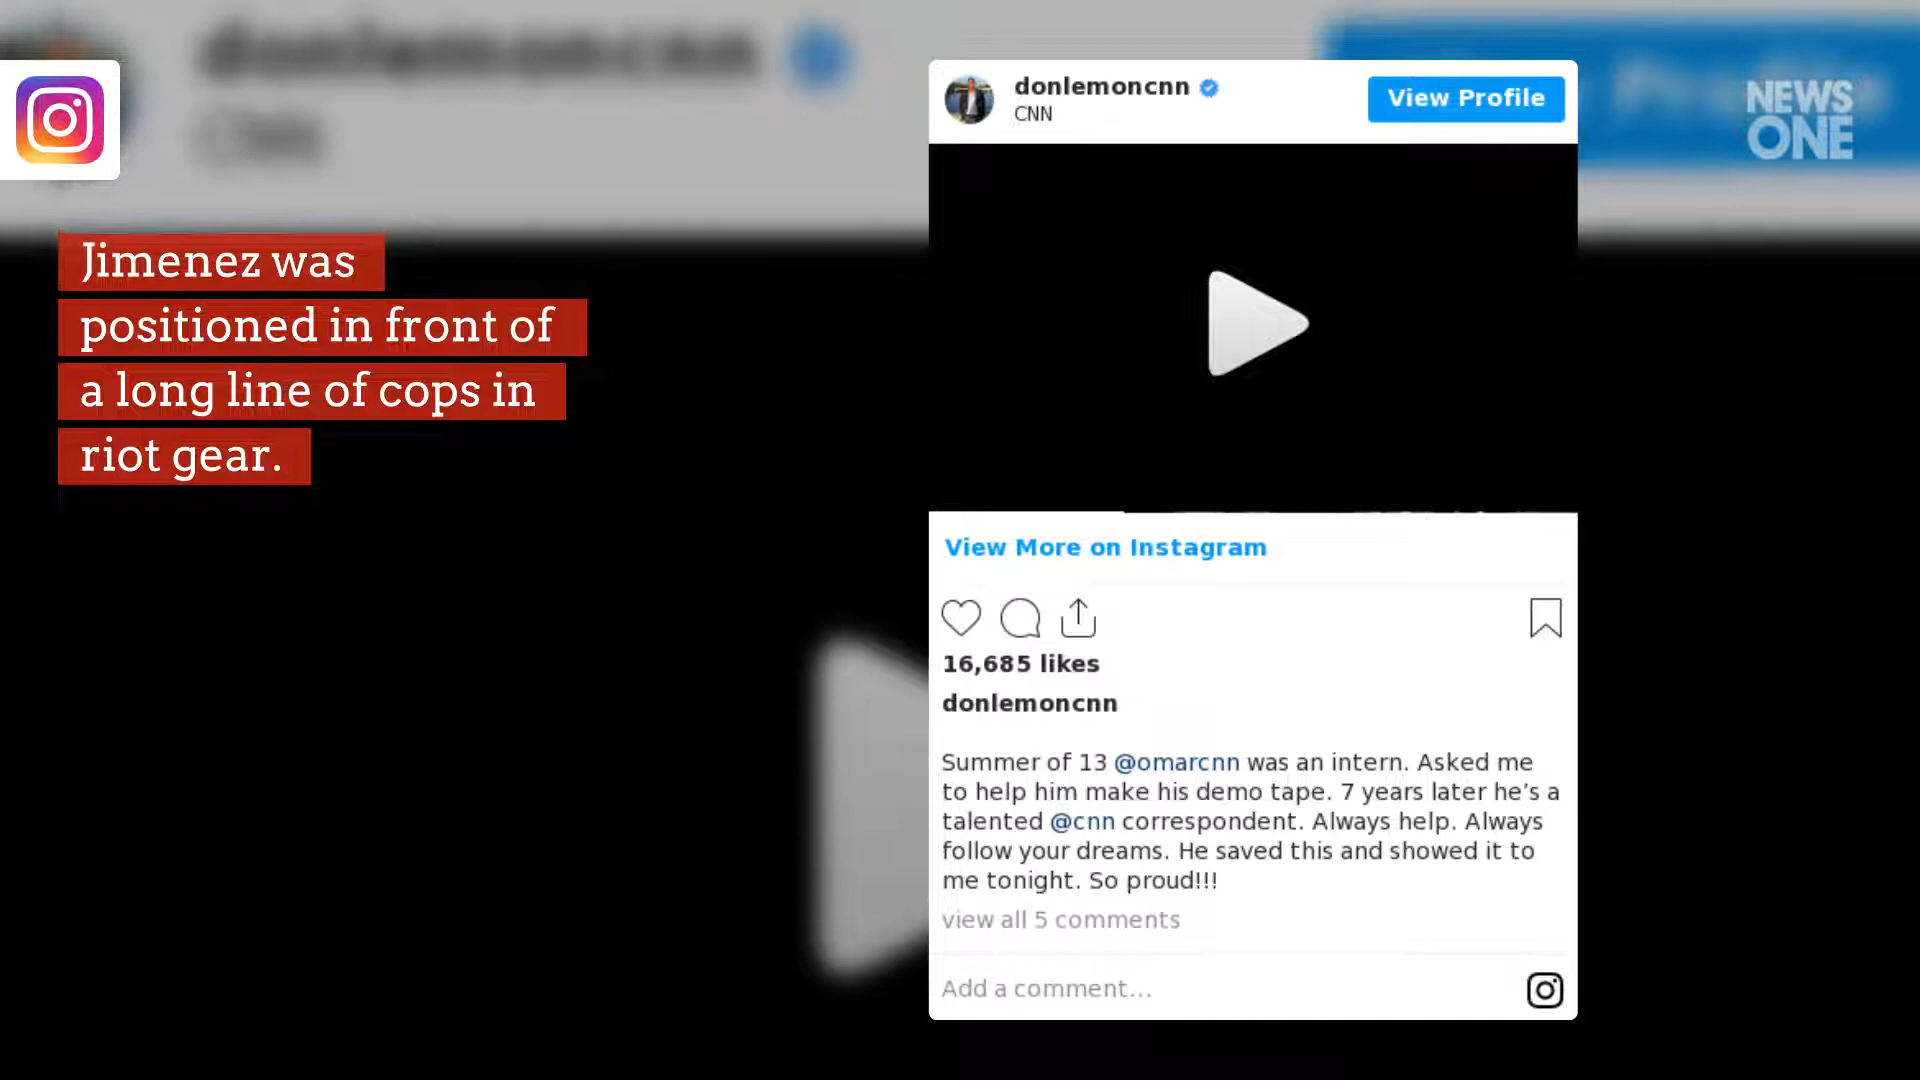 Jimenez was
positioned in front of
a long line of cops in
riot gear.
donlemoncnn
CNN
View Profile
NEWS
ONE
View More on Instagram
16,685 likes
donlemoncnn
Summer of 13 @omarcnn was an intern. Asked me
to help him make his demo tape. 7 years later he’s a
talented @cnn correspondent. Always help. Always
follow your dreams. He saved this and showed it to
me tonight. So proud!!!
view all 5 comments
Add a comment...
donlemoncnn
CNN